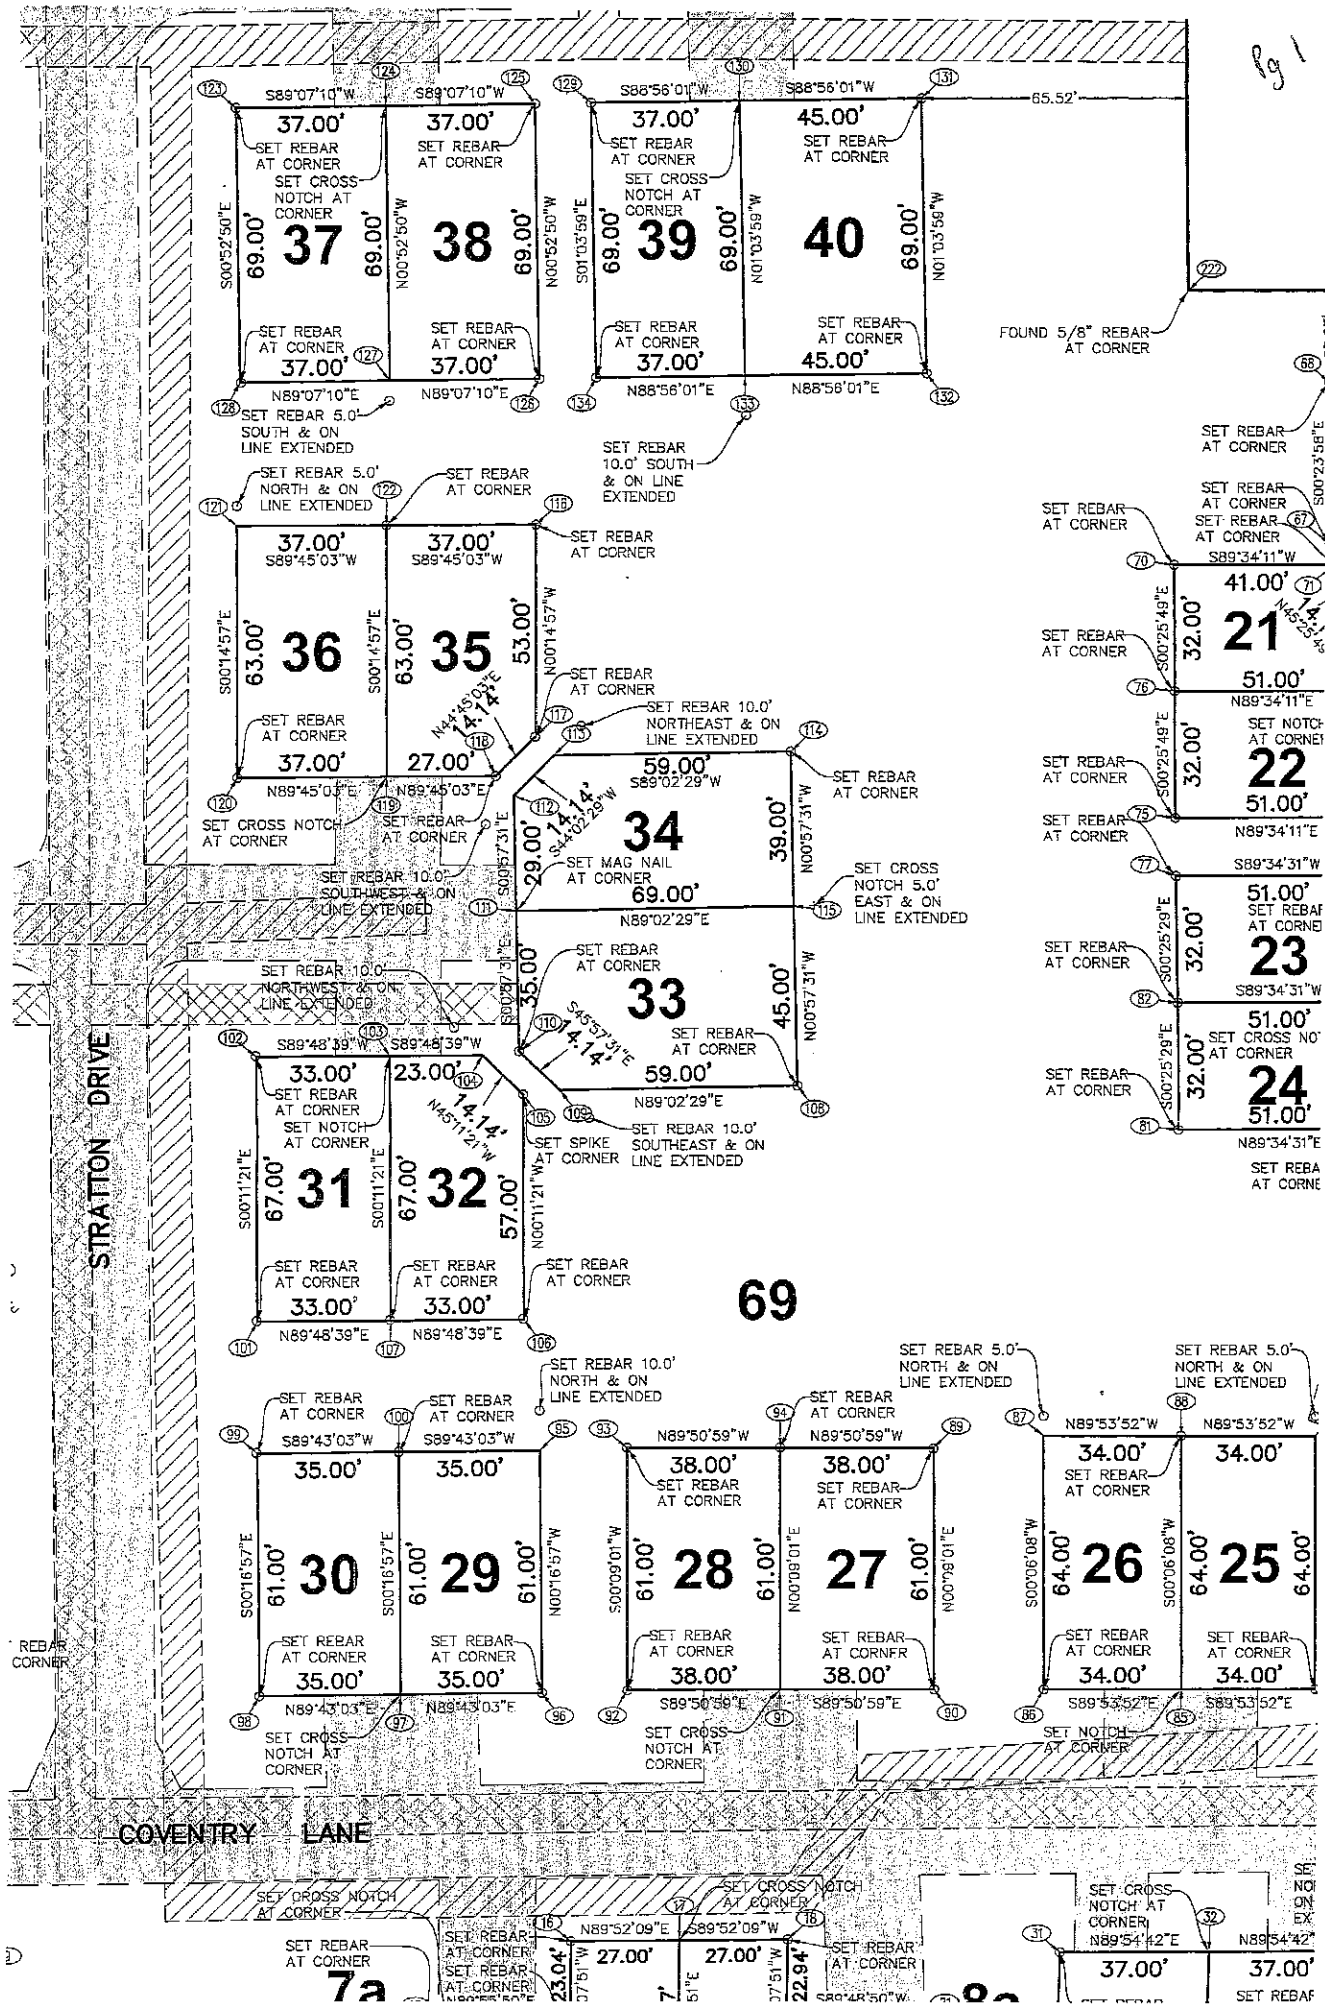 Pg 1
123
124
125
129
130
131
S89°07'10"W
S89°07'10"W
S88°56'01"W
S88°56'01"W
65.52'
37.00'
37.00'
37.00'
45.00'
SET REBAR
AT CORNER
SET REBAR
AT CORNER
SET REBAR
AT CORNER
SET REBAR
AT CORNER
SET CROSS
NOTCH AT
CORNER
SET CROSS
NOTCH AT
CORNER
S00°52'50"E
69.00'
37
69.00'
N00°52'50"W
38
69.00'
N00°52'50"W
S01°03'59"E
69.00'
39
69.00'
N01°03'59"W
40
69.00'
N01°03'59"W
222
FOUND 5/8" REBAR
AT CORNER
SET REBAR
AT CORNER
127
SET REBAR
AT CORNER
SET REBAR
AT CORNER
SET REBAR
AT CORNER
37.00'
37.00'
37.00'
45.00'
128
N89°07'10"E
N89°07'10"E
126
134
N88°56'01"E
133
N88°56'01"E
132
68
SET REBAR 5.0'
SOUTH & ON
LINE EXTENDED
SET REBAR
10.0' SOUTH
& ON LINE
EXTENDED
SET REBAR
AT CORNER
S00°23'58"E
SET REBAR 5.0'
NORTH & ON
LINE EXTENDED
SET REBAR
AT CORNER
SET REBAR
AT CORNER
SET REBAR
AT CORNER
67
121
122
116
SET REBAR
AT CORNER
SET REBAR
AT CORNER
37.00'
S89°45'03"W
37.00'
S89°45'03"W
70
S89°34'11"W
41.00'
71
S00°14'57"E
63.00'
36
S00°14'57"E
63.00'
35
53.00'
N00°14'57"W
S00°25'49"E
32.00'
21
SET REBAR
AT CORNER
N44°45'03"E
14.14'
SET REBAR
AT CORNER
51.00'
76
N89°34'11"E
SET REBAR
AT CORNER
117
118
113
SET REBAR 10.0'
NORTHEAST & ON
LINE EXTENDED
114
37.00'
27.00'
120
N89°45'03"E
119
N89°45'03"E
59.00'
S89°02'29"W
SET REBAR
AT CORNER
SET NOTCH
S00°25'49"E
32.00'
22
SET REBAR
AT CORNER
51.00'
75
N89°34'11"E
SET CROSS NOTCH
AT CORNER
SET REBAR
AT CORNER
112
14.14'
S44°02'29"W
34
39.00'
N00°57'31"W
S00°57'31"E
29.00'
SET REBAR
AT CORNER
SET REBAR 10.0'
SOUTHWEST & ON
LINE EXTENDED
SET MAG NAIL
AT CORNER
69.00'
111
N89°02'29"E
115
SET CROSS
NOTCH 5.0'
EAST & ON
LINE EXTENDED
77
S89°34'31"W
51.00'
S00°25'29"E
32.00'
23
SET REBAR
AT CORNER
82
S89°34'31"W
SET REBAR 10.0'
NORTHWEST & ON
LINE EXTENDED
S00°57'31"E
35.00'
SET REBAR
AT CORNER
33
45.00'
N00°57'31"W
51.00'
S00°25'29"E
32.00'
AT CORNER
SET REBAR
AT CORNER
24
51.00'
81
N89°34'31"E
102
S89°48'39"W
103
S89°48'39"W
110
S45°57'31"E
14.14'
SET REBAR
AT CORNER
33.00'
23.00'
104
59.00'
N89°02'29"E
108
SET REBAR
AT CORNER
SET NOTCH
AT CORNER
14.14'
N45°11'21"W
105
109
SET SPIKE
AT CORNER
SET REBAR 10.0'
SOUTHEAST & ON
LINE EXTENDED
STRATTON DRIVE
S00°11'21"E
67.00'
31
S00°11'21"E
67.00'
32
57.00'
N00°11'21"W
SET REBAR
AT CORNER
SET REBAR
AT CORNER
SET REBAR
AT CORNER
33.00'
33.00'
101
N89°48'39"E
107
N89°48'39"E
106
69
SET REBAR 10.0'
NORTH & ON
LINE EXTENDED
SET REBAR 5.0'
NORTH & ON
LINE EXTENDED
SET REBAR 5.0'
NORTH & ON
LINE EXTENDED
SET REBAR
AT CORNER
SET REBAR
AT CORNER
SET REBAR
AT CORNER
99
100
95
93
94
89
87
88
S89°43'03"W
S89°43'03"W
N89°50'59"W
N89°50'59"W
N89°53'52"W
N89°53'52"W
35.00'
35.00'
38.00'
38.00'
34.00'
34.00'
SET REBAR
AT CORNER
SET REBAR
AT CORNER
SET REBAR
AT CORNER
S00°16'57"E
61.00'
30
S00°16'57"E
61.00'
29
61.00'
N00°16'57"W
S00°09'01"W
61.00'
28
61.00'
N00°09'01"E
27
61.00'
N00°09'01"E
S00°06'08"W
64.00'
26
S00°06'08"W
64.00'
25
64.00'
REBAR
CORNER
SET REBAR
AT CORNER
SET REBAR
AT CORNER
SET REBAR
AT CORNER
SET REBAR
AT CORNER
SET REBAR
AT CORNER
SET REBAR
AT CORNER
35.00'
35.00'
38.00'
38.00'
34.00'
34.00'
98
N89°43'03"E
97
N89°43'03"E
96
92
S89°50'59"E
91
S89°50'59"E
90
86
S89°53'52"E
85
S89°53'52"E
SET CROSS
NOTCH AT
CORNER
SET CROSS
NOTCH AT
CORNER
SET NOTCH
AT CORNER
COVENTRY LANE
SET CROSS NOTCH
AT CORNER
SET CROSS NOTCH
AT CORNER
SET CROSS
NOTCH AT
CORNER
16
17
18
31
32
N89°52'09"E
S89°52'09"W
N89°54'42"E
N89°54'42"
SET REBAR
AT CORNER
SET REBAR
AT CORNER
SET REBAR
AT CORNER
SET REBAR
AT CORNER
23.04'
27.00'
27.00'
22.94'
37.00'
37.00'
7a
8a